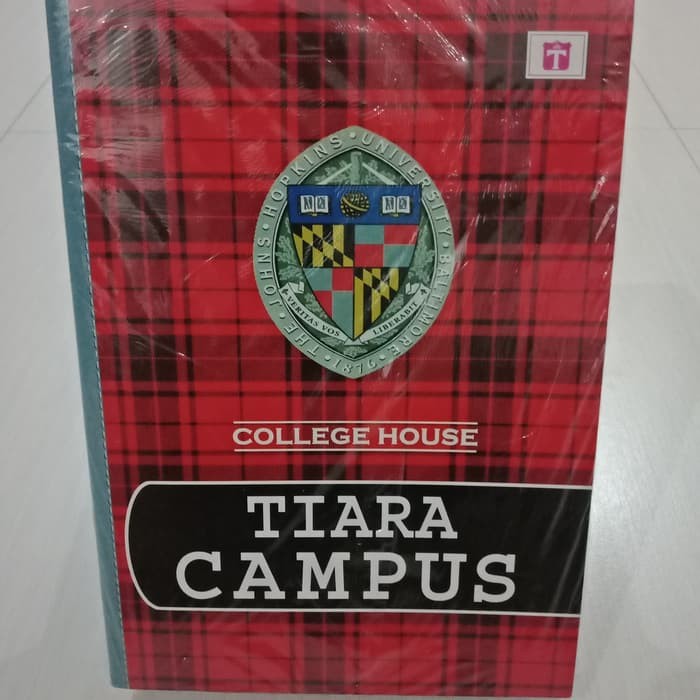 T
THE · JOHNS · HOPKINS · UNIVERSITY · BALTIMORE ·
VERITAS VOS LIBERABIT
· 1876 ·
COLLEGE HOUSE
TIARA
CAMPUS